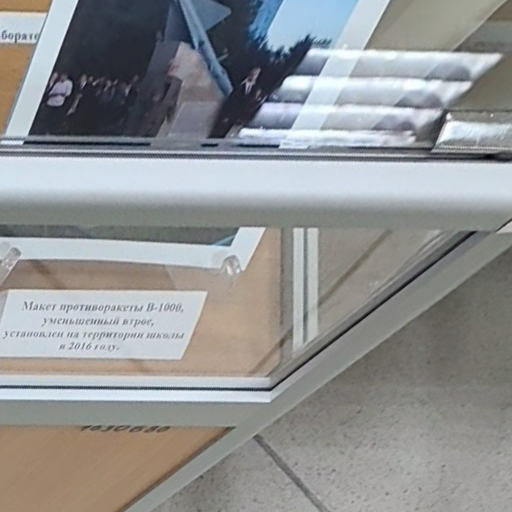 Макет противоракеты В-1000,
уменьшенный втрое,
установлен на территории школы
в 2016 году.